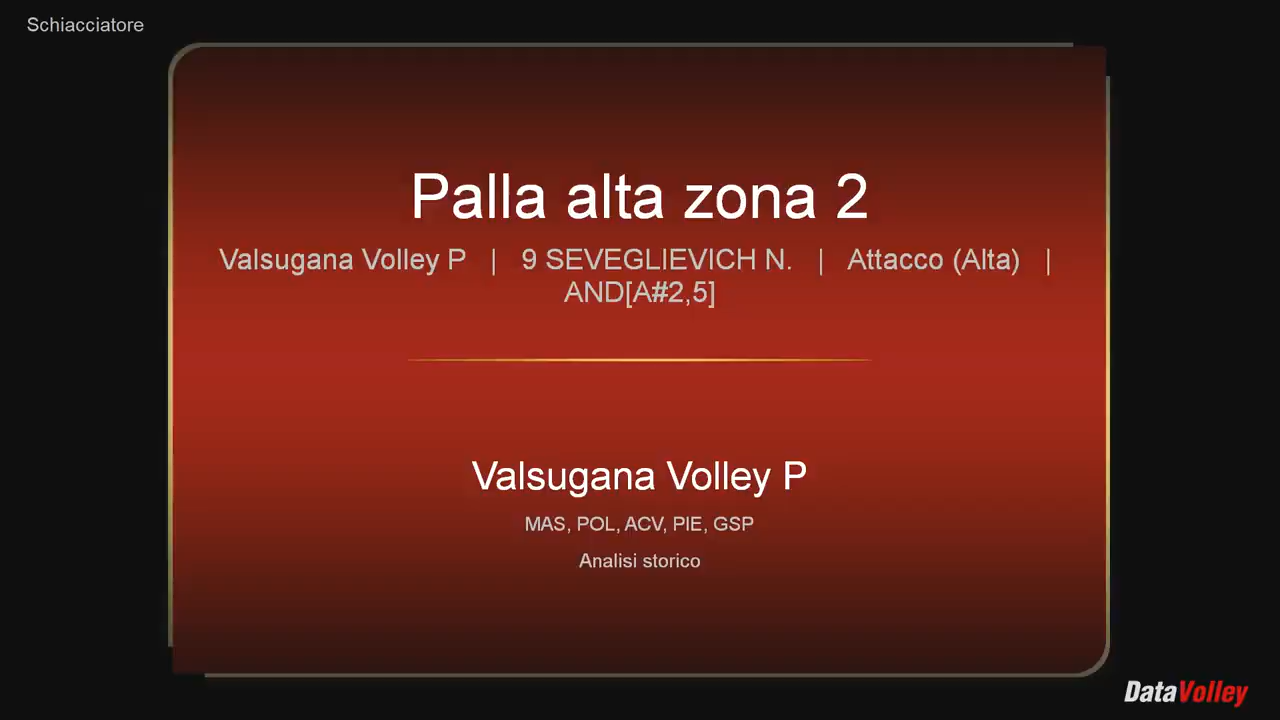 Schiacciatore
Palla alta zona 2
Valsugana Volley P | 9 SEVEGLIEVICH N. | Attacco (Alta) |
AND[A#2,5]
Valsugana Volley P
MAS, POL, ACV, PIE, GSP
Analisi storico
DataVolley